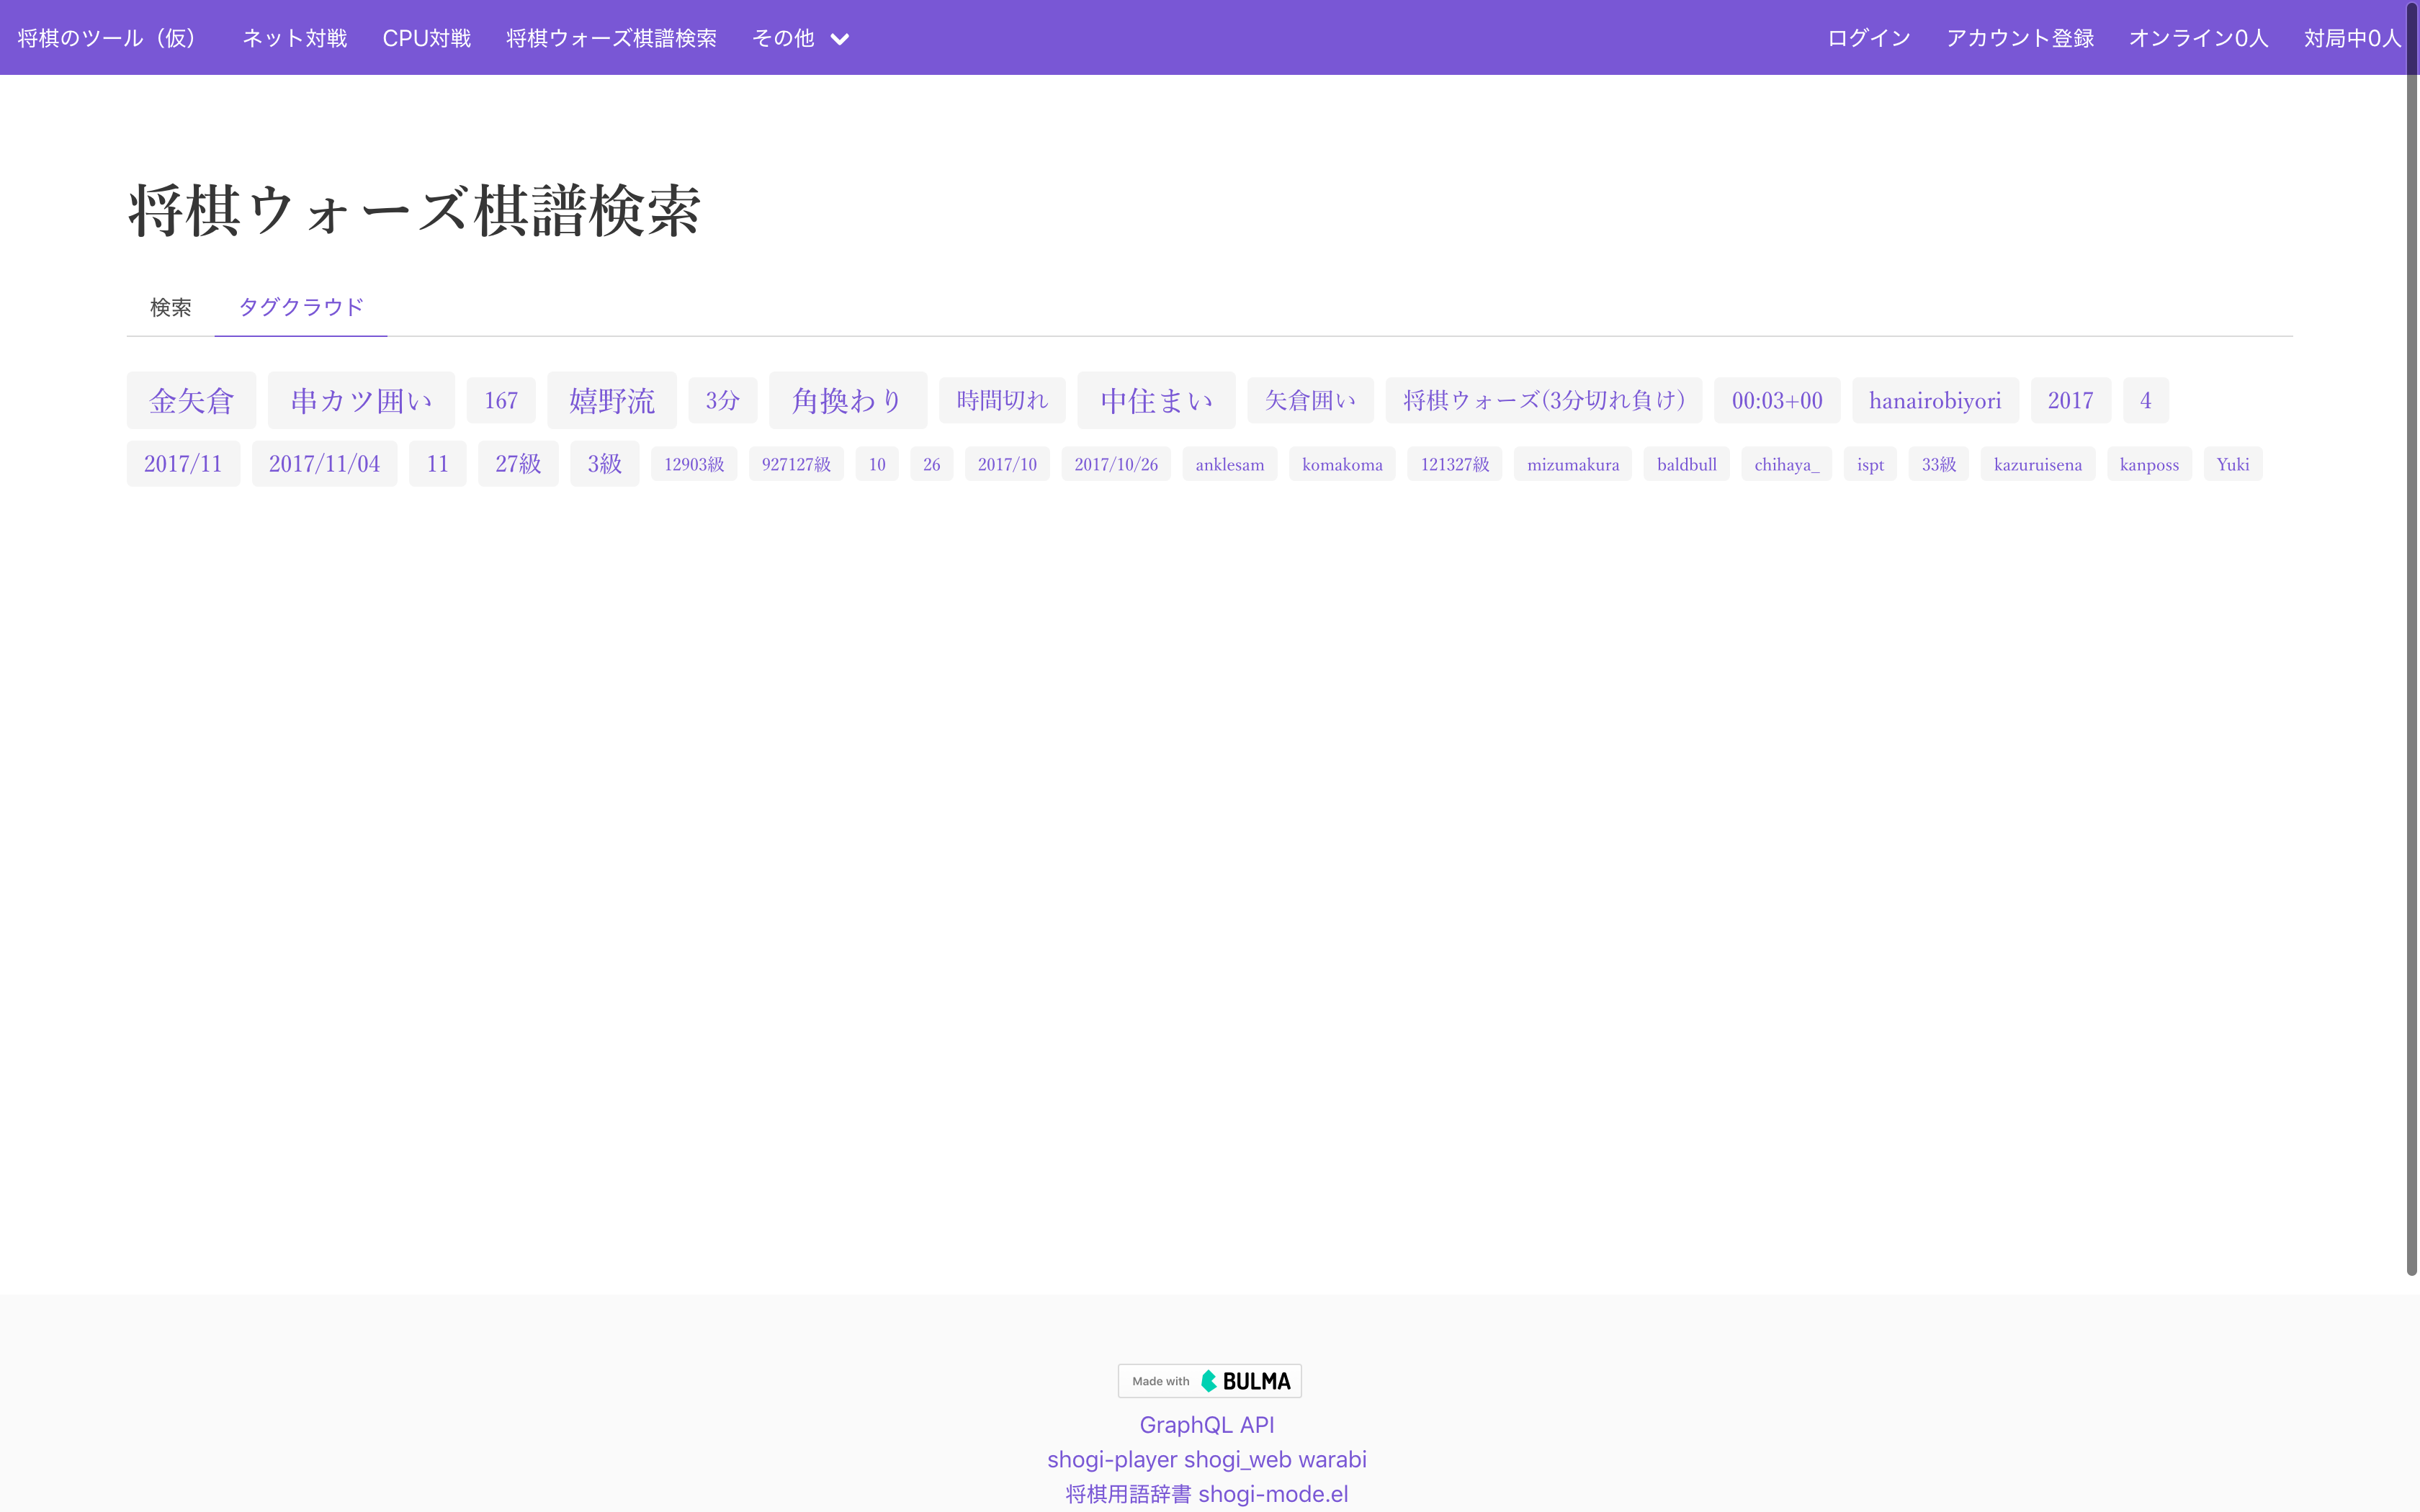 将棋のツール（仮） ネット対戦 CPU対戦 将棋ウォーズ棋譜検索 その他 ログイン アカウント登録 オンライン0人 対局中0人
将棋ウォーズ棋譜検索
検索 タグクラウド
金矢倉 串カツ囲い 167 嬉野流 3分 角換わり 時間切れ 中住まい 矢倉囲い 将棋ウォーズ(3分切れ負け) 00:03+00 hanairobiyori 2017 4
2017/11 2017/11/04 11 27級 3級 12903級 927127級 10 26 2017/10 2017/10/26 anklesam komakoma 121327級 mizumakura baldbull chihaya_ ispt 33級 kazuruisena kanposs Yuki
Made with BULMA
GraphQL API
shogi-player shogi_web warabi
将棋用語辞書 shogi-mode.el